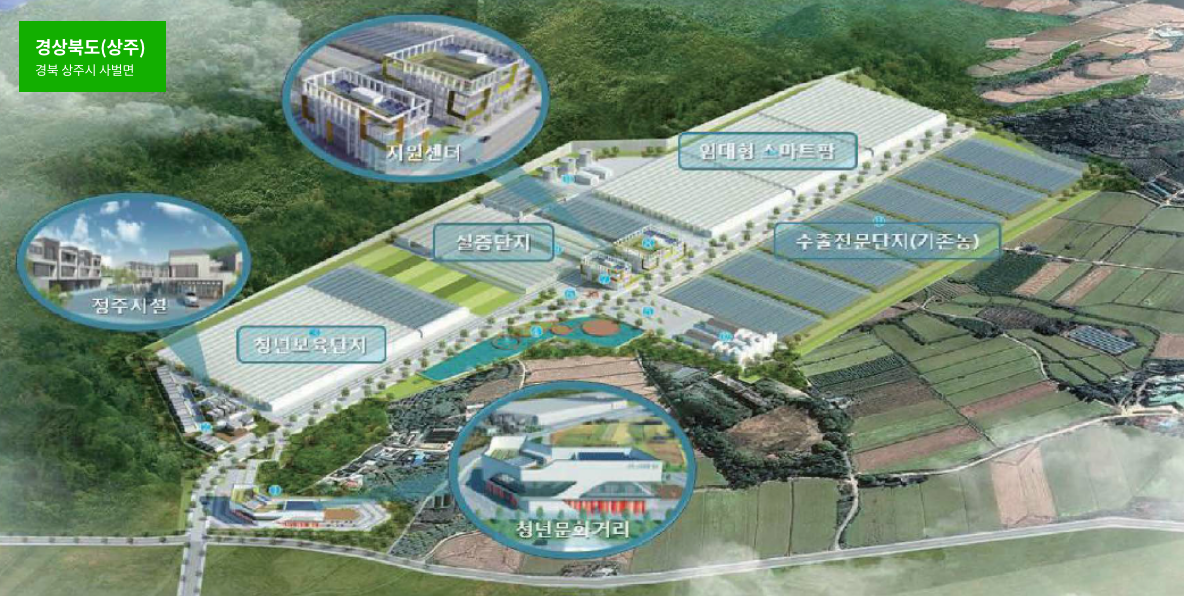 경상북도(상주)
경북 상주시 사벌면
지원센터
임대형 스마트팜
실증단지
수출전문단지(기존농)
정주시설
청년보육단지
청년문화거리